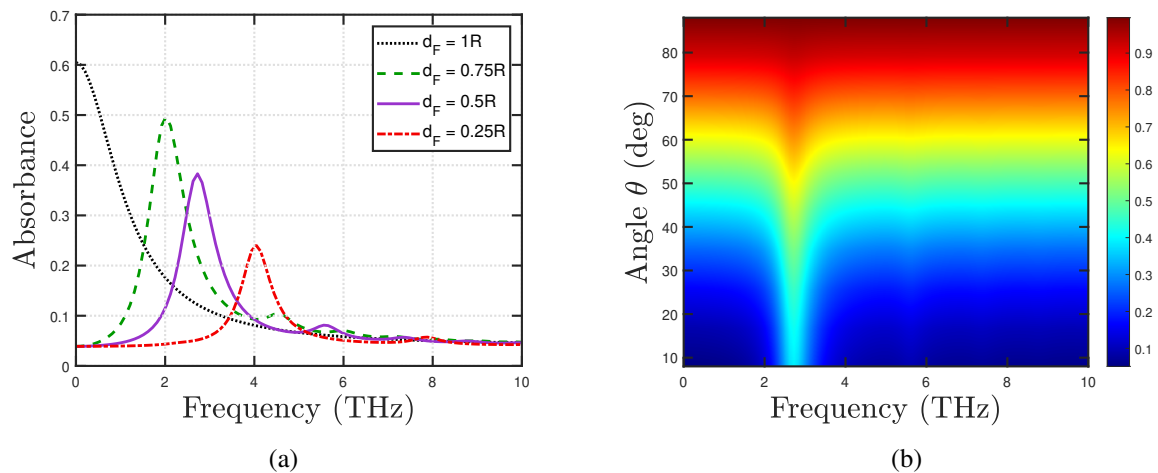 0.7
0.6
0.5
0.4
0.3
0.2
0.1
0
0 2 4 6 8 10
Absorbance
Frequency (THz)
d_F = 1R
d_F = 0.75R
d_F = 0.5R
d_F = 0.25R
(a)
80
70
60
50
40
30
20
10
0 2 4 6 8 10
Angle θ (deg)
Frequency (THz)
0.9
0.8
0.7
0.6
0.5
0.4
0.3
0.2
0.1
(b)